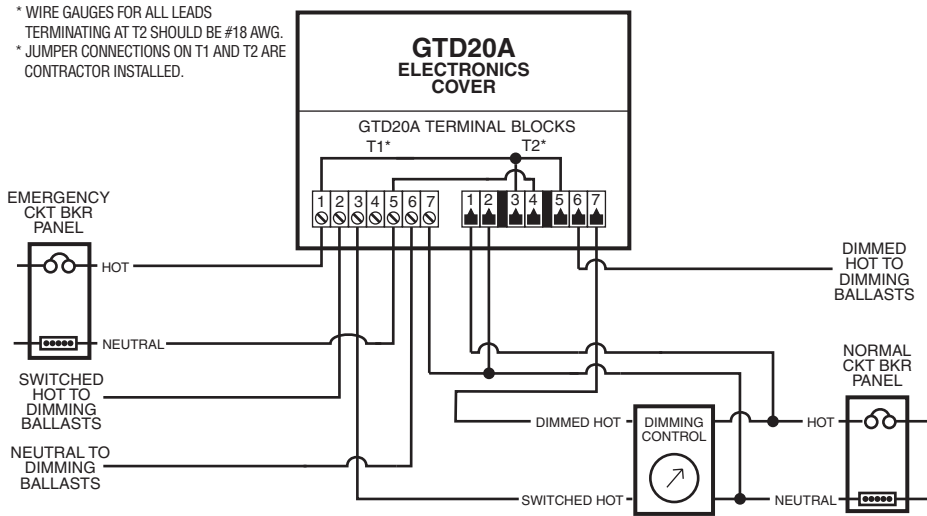 * WIRE GAUGES FOR ALL LEADS
TERMINATING AT T2 SHOULD BE #18 AWG.
* JUMPER CONNECTIONS ON T1 AND T2 ARE
CONTRACTOR INSTALLED.
GTD20A
ELECTRONICS
COVER
GTD20A TERMINAL BLOCKS
T1* T2*
1 2 3 4 5 6 7 1 2 3 4 5 6 7
EMERGENCY
CKT BKR
PANEL
HOT
NEUTRAL
SWITCHED
HOT TO
DIMMING
BALLASTS
NEUTRAL TO
DIMMING
BALLASTS
DIMMED
HOT TO
DIMMING
BALLASTS
NORMAL
CKT BKR
PANEL
DIMMED HOT
DIMMING
CONTROL
HOT
SWITCHED HOT
NEUTRAL